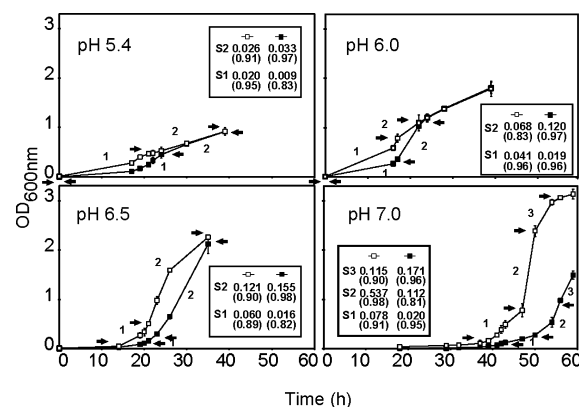 3
2
1
0
pH 5.4
S2 0.026 0.033
(0.91) (0.97)
S1 0.020 0.009
(0.95) (0.83)
1
2
1
2
pH 6.0
S2 0.068 0.120
(0.83) (0.97)
S1 0.041 0.019
(0.96) (0.96)
1
2
1
2
OD600nm
3
2
1
0
pH 6.5
S2 0.121 0.155
(0.90) (0.98)
S1 0.060 0.016
(0.89) (0.82)
1
2
1
2
pH 7.0
S3 0.115 0.171
(0.90) (0.96)
S2 0.537 0.112
(0.98) (0.81)
S1 0.078 0.020
(0.91) (0.95)
1
2
3
1
2
3
0 20 40 60 0 10 20 30 40 50 60
Time (h)